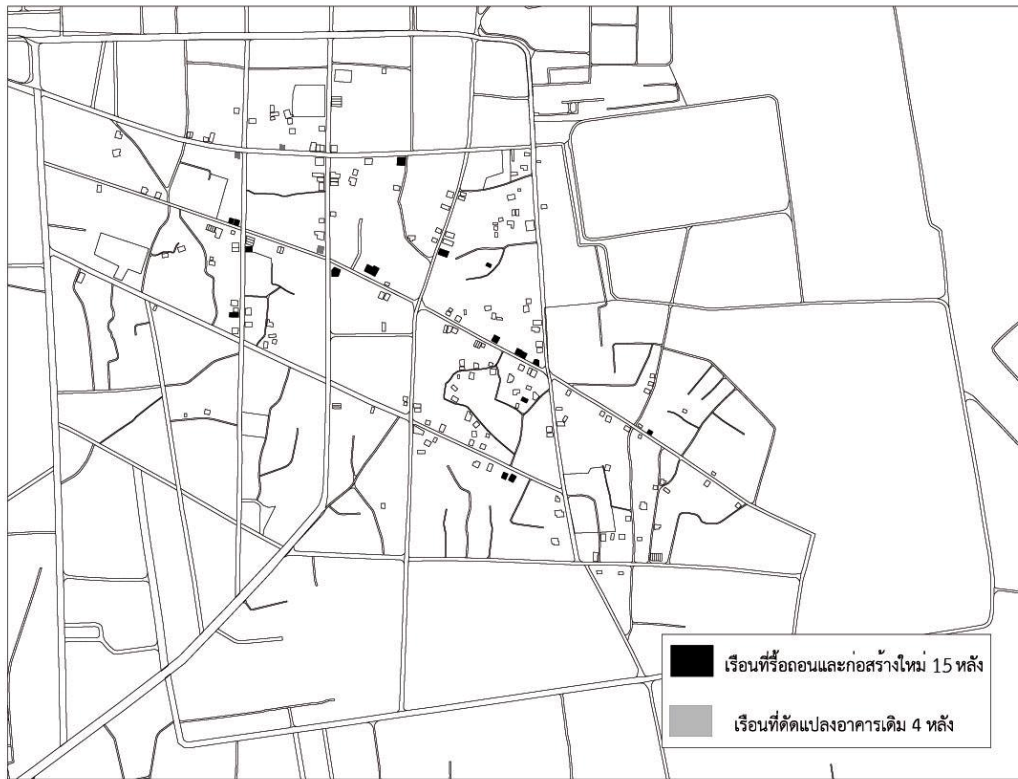 เรือนที่รื้อถอนและก่อสร้างใหม่ 15 หลัง
เรือนที่ดัดแปลงอาคารเดิม 4 หลัง